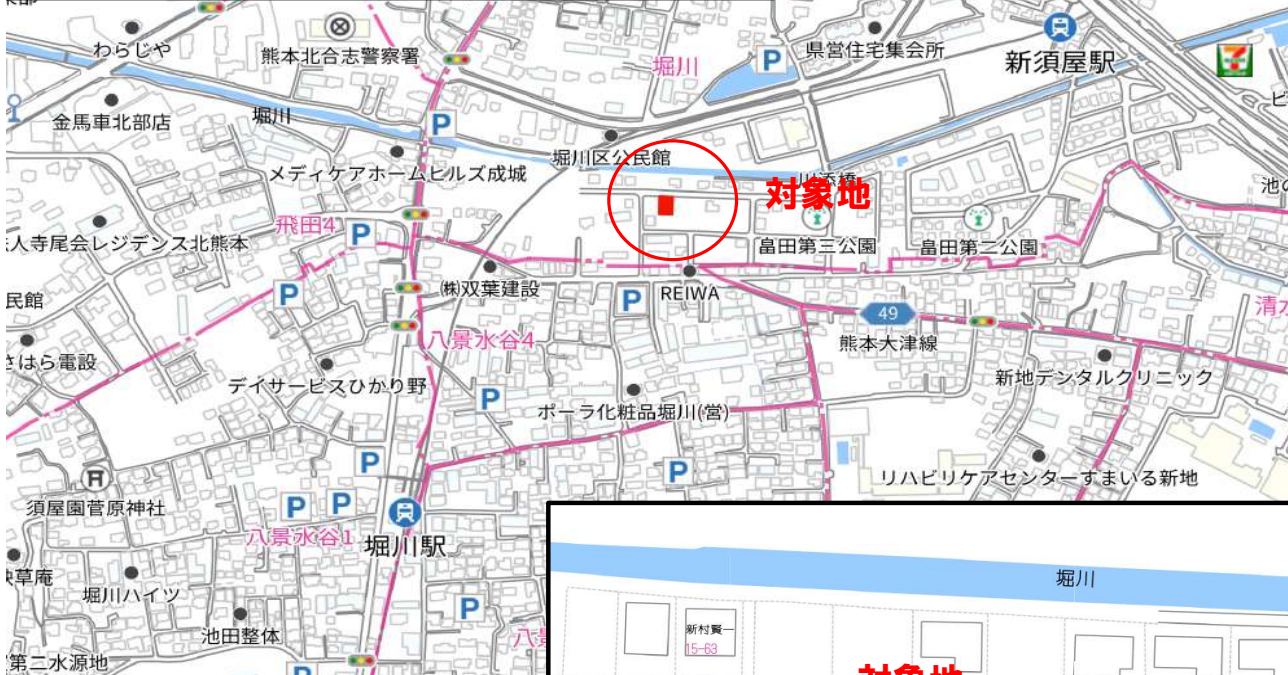 わらじや
熊本北合志警察署
堀川
P
県営住宅集会所
新須屋駅
金馬車北部店
堀川
P
堀川区公民館
メディケアホームヒルズ成城
川添橋
対象地
飛田4
P
人寺尾会レジデンス北熊本
畠田第三公園
畠田第二公園
民館
P
㈱双葉建設
P
REIWA
49
熊本大津線
さはら電設
八景水谷4
デイサービスひかり野
P
新地デンタルクリニック
ポーラ化粧品堀川(営)
P
P
リハビリケアセンターすまいる新地
須屋園菅原神社
P
P
八景水谷1
堀川駅
草庵
堀川ハイツ
P
池田整体
第二水源地
P
堀川
新村賢一
15-63
対象地